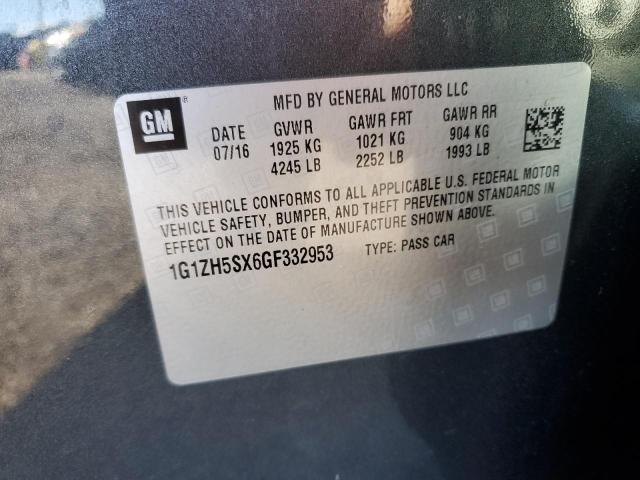 GM®
MFD BY GENERAL MOTORS LLC
DATE GVWR GAWR FRT GAWR RR
07/16 1925 KG 1021 KG 904 KG
4245 LB 2252 LB 1993 LB
THIS VEHICLE CONFORMS TO ALL APPLICABLE U.S. FEDERAL MOTOR
VEHICLE SAFETY, BUMPER, AND THEFT PREVENTION STANDARDS IN
EFFECT ON THE DATE OF MANUFACTURE SHOWN ABOVE.
1G1ZH5SX6GF332953 TYPE: PASS CAR